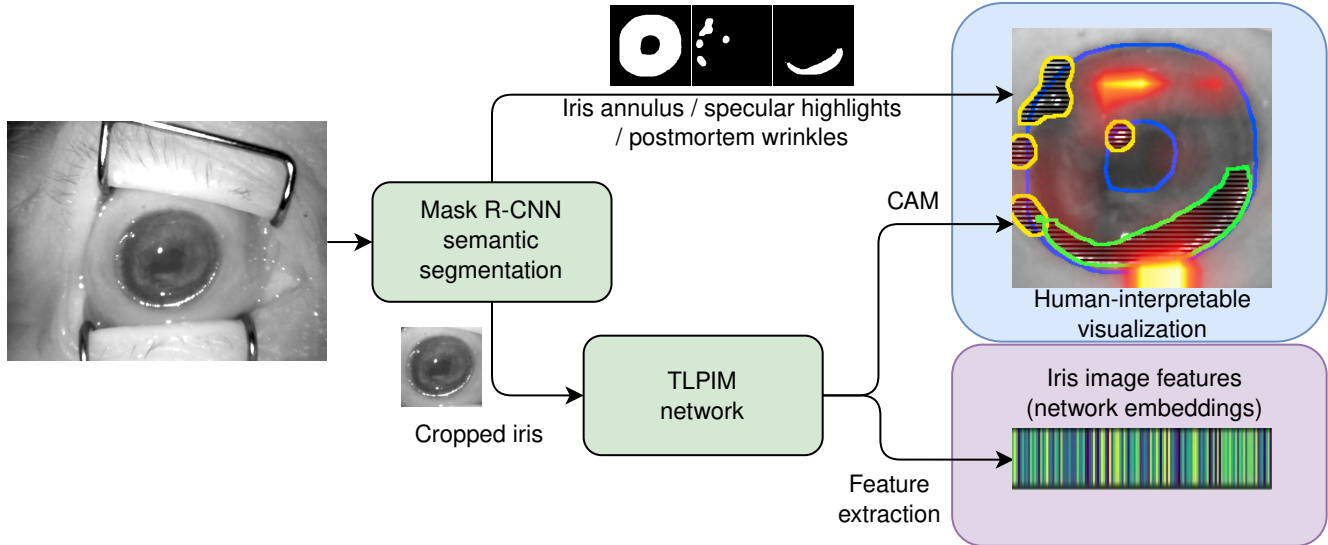 Iris annulus / specular highlights
/ postmortem wrinkles
Mask R-CNN
semantic
segmentation
CAM
Human-interpretable
visualization
Cropped iris
TLPIM
network
Iris image features
(network embeddings)
Feature
extraction